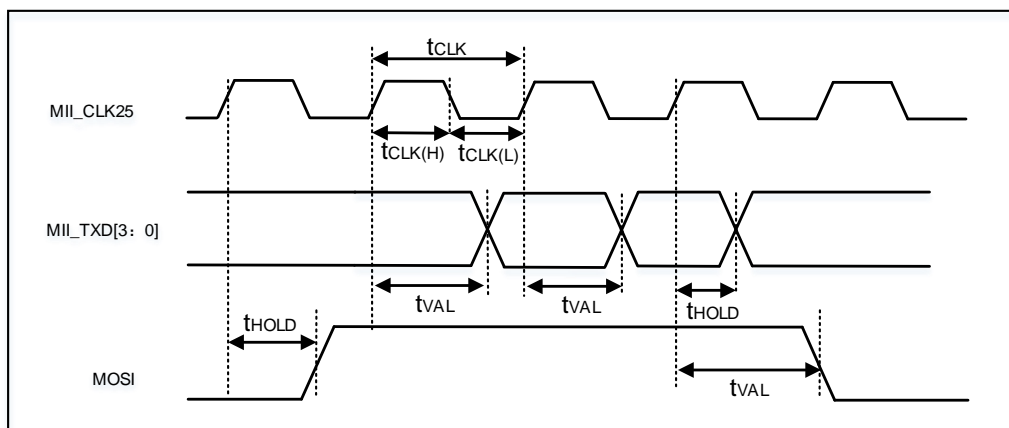 tCLK
MII_CLK25
tCLK(H) tCLK(L)
MII_TXD[3：0]
tVAL tVAL tHOLD
tHOLD
MOSI
tVAL